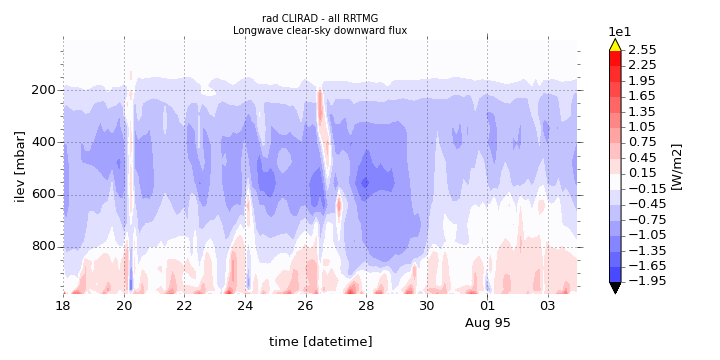 rad CLIRAD - all RRTMG
Longwave clear-sky downward flux
1e1
2.55
2.25
1.95
1.65
1.35
1.05
0.75
0.45
0.15
−0.15
−0.45
−0.75
−1.05
−1.35
−1.65
−1.95
[W/m2]
ilev [mbar]
200
400
600
800
18 20 22 24 26 28 30 01 03
Aug 95
time [datetime]